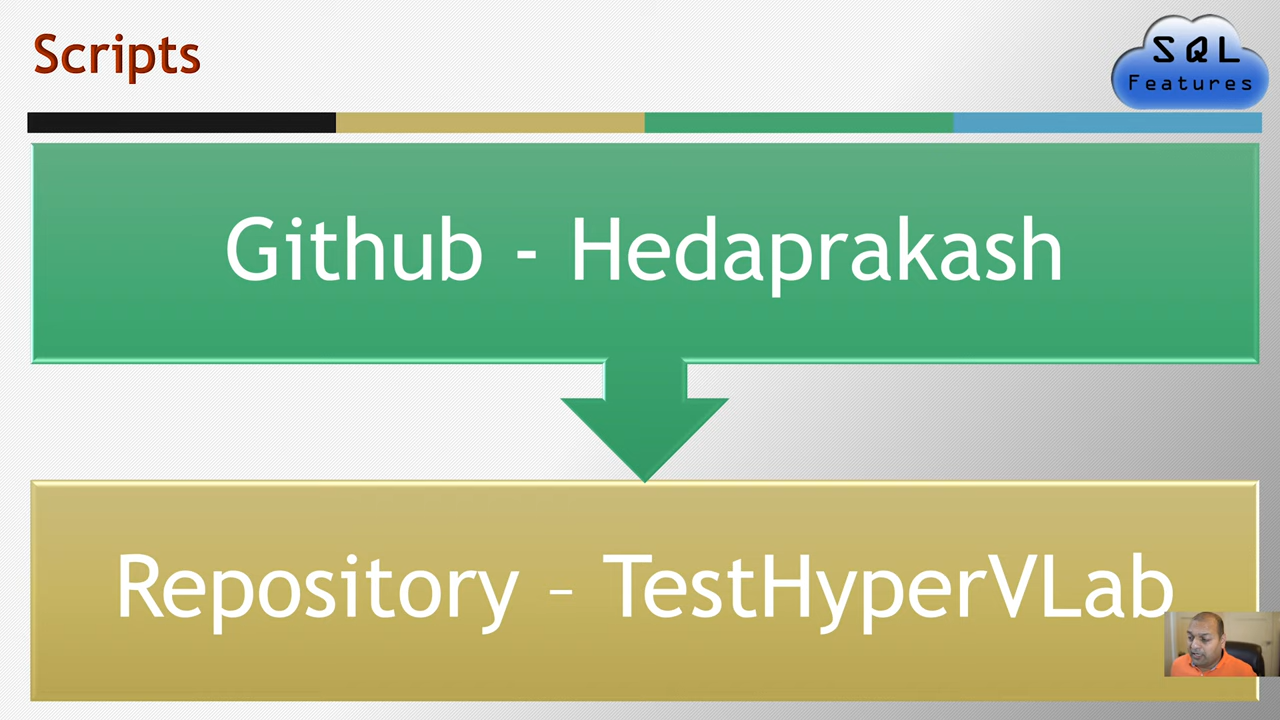 Scripts
SQL
Features
Github - Hedaprakash
Repository – TestHyperVLab